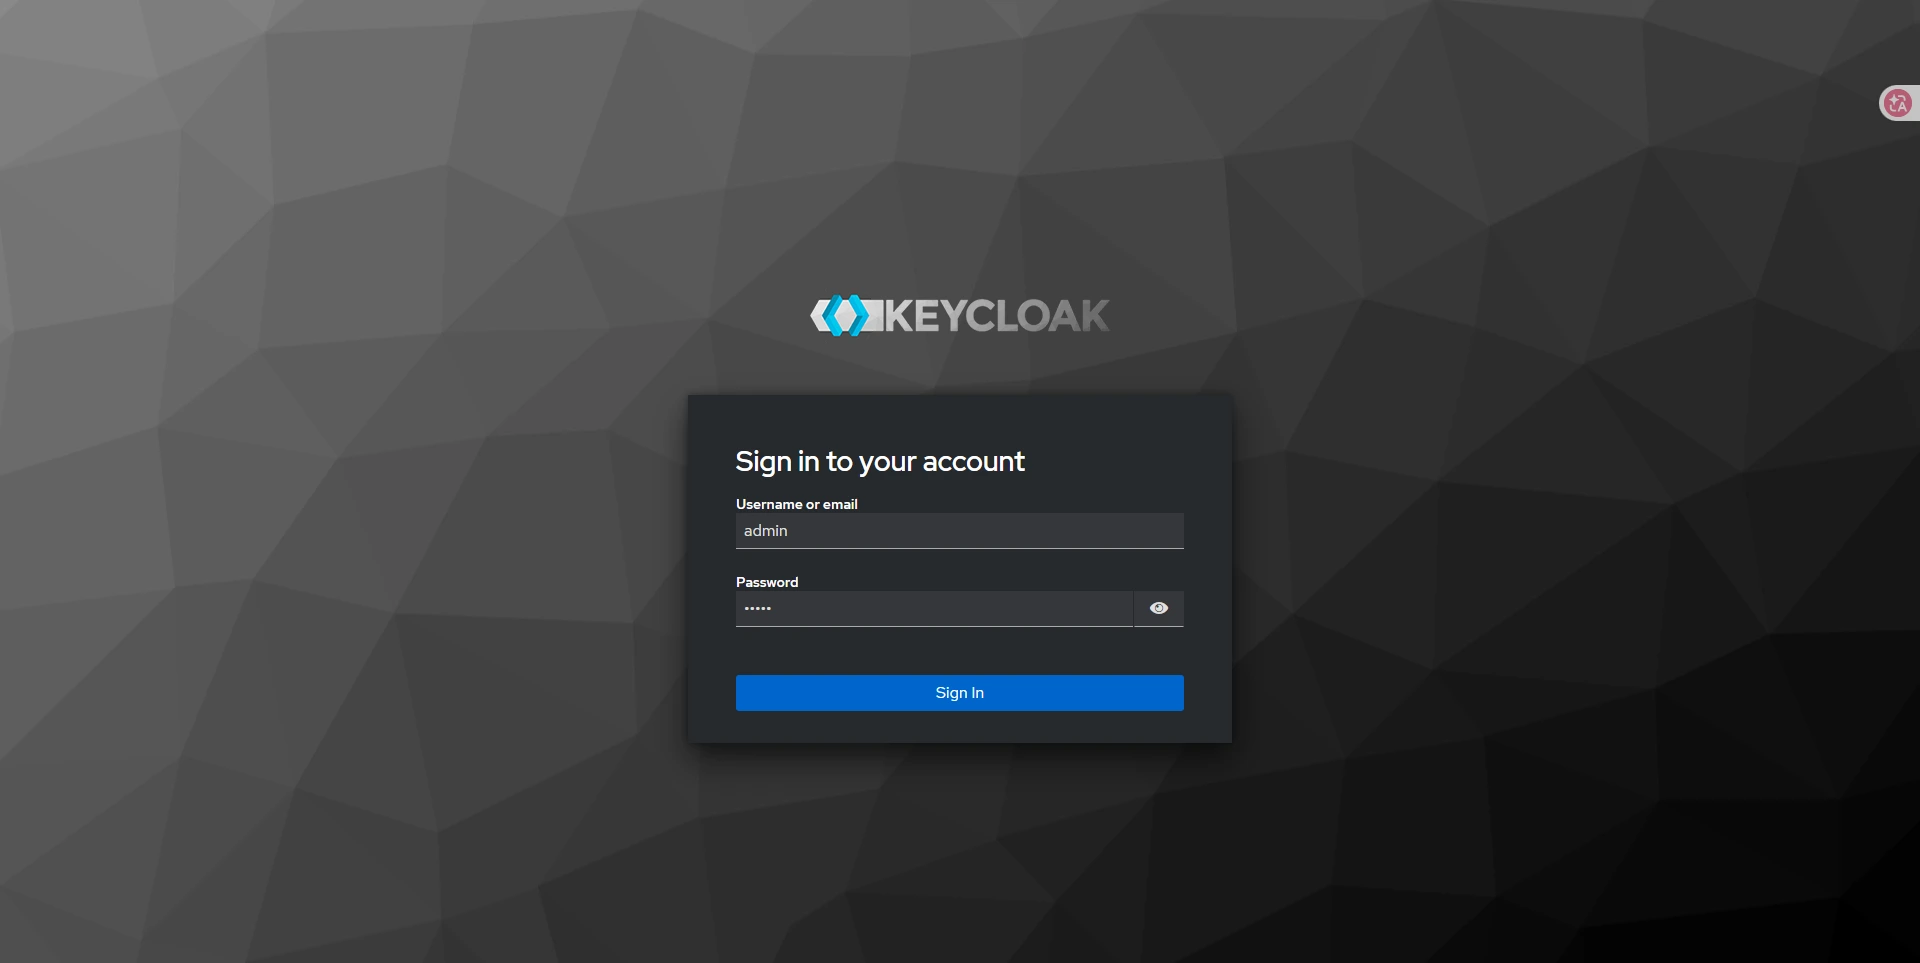 KEYCLOAK
Sign in to your account
Username or email
admin
Password
•••••
Sign In